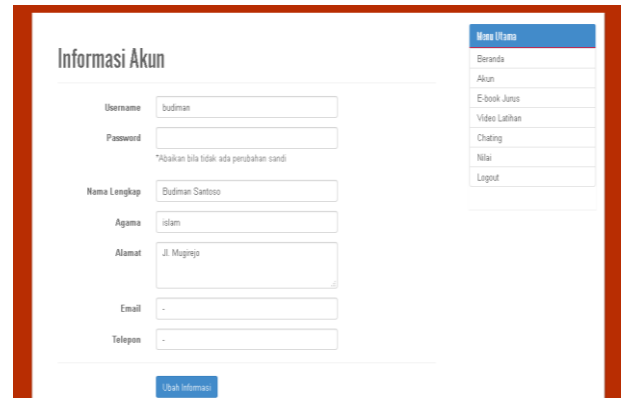 Informasi Akun
Username budiman
Password
*Abaikan bila tidak ada perubahan sandi
Nama Lengkap Budiman Santoso
Agama islam
Alamat Jl. Mugirejo
Email -
Telepon -
Ubah Informasi
Menu Utama
Beranda
Akun
E-book Jurus
Video Latihan
Chating
Nilai
Logout